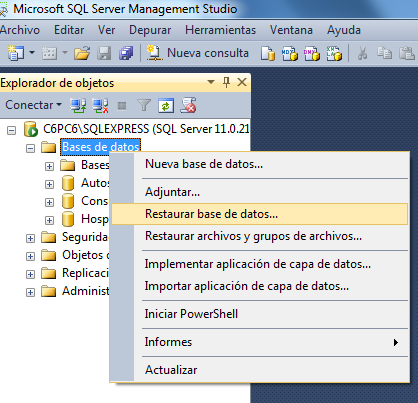 Microsoft SQL Server Management Studio
Archivo Editar Ver Depurar Herramientas Ventana Ayuda
Nueva consulta
Explorador de objetos
Conectar
C6PC6\SQLEXPRESS (SQL Server 11.0.21
Bases de datos
Bases
Autos
Cons
Hosp
Seguridad
Objetos d
Replicació
Administ
Nueva base de datos...
Adjuntar...
Restaurar base de datos...
Restaurar archivos y grupos de archivos...
Implementar aplicación de capa de datos...
Importar aplicación de capa de datos...
Iniciar PowerShell
Informes
Actualizar